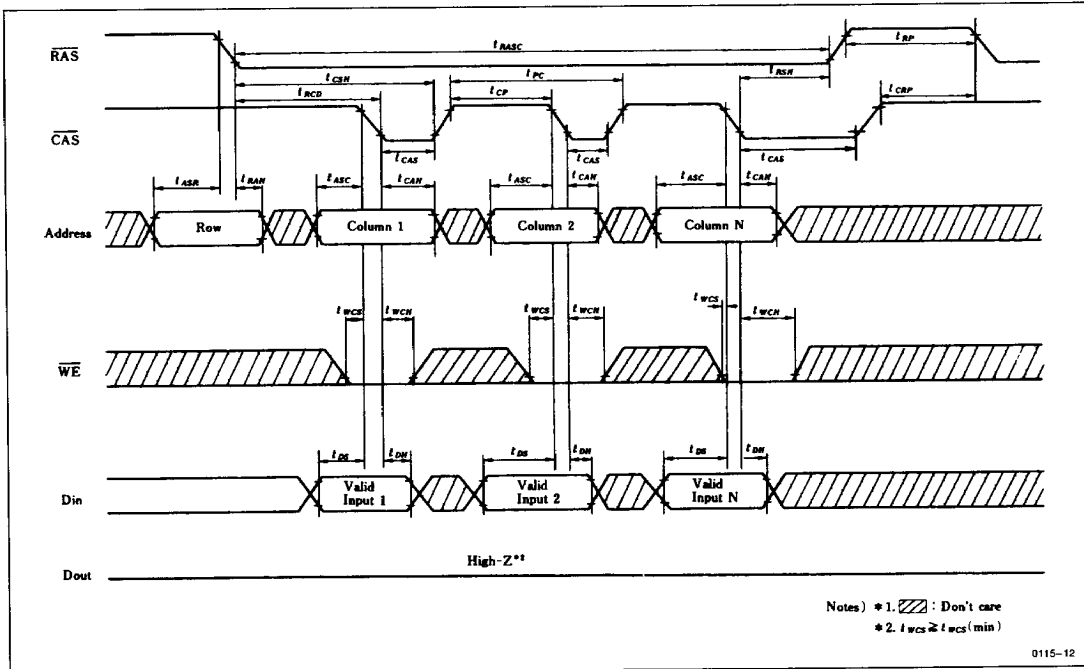 t RASC
t RP
RAS
t CSH
t PC
t RSH
t RCD
t CP
t CRP
CAS
t CAS
t CAS
t CAS
t ASR
t RAH
t ASC
t CAH
t ASC
t CAH
t ASC
t CAH
Address
Row
Column 1
Column 2
Column N
t WCS
t WCH
t WCS
t WCH
t WCS
t WCH
WE
t DS
t DH
t DS
t DH
t DS
t DH
Din
Valid Input 1
Valid Input 2
Valid Input N
High-Z*2
Dout
Notes) *1. : Don't care
*2. t WCS ≧ t WCS (min)
0115-12